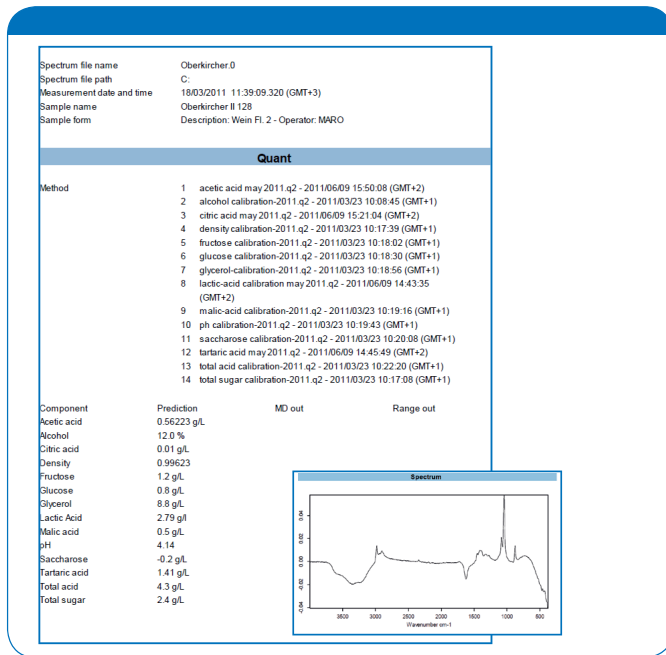 Spectrum file name Oberkircher.0
Spectrum file path C:
Measurement date and time 18/03/2011 11:39:09.320 (GMT+3)
Sample name Oberkircher II 128
Sample form Description: Wein Fl. 2 - Operator: MARO
Quant
Method 1 acetic acid may 2011.q2 - 2011/06/09 15:50:08 (GMT+2)
2 alcohol calibration-2011.q2 - 2011/03/23 10:08:45 (GMT+1)
3 citric acid may 2011.q2 - 2011/06/09 15:21:04 (GMT+2)
4 density calibration-2011.q2 - 2011/03/23 10:17:39 (GMT+1)
5 fructose calibration-2011.q2 - 2011/03/23 10:18:02 (GMT+1)
6 glucose calibration-2011.q2 - 2011/03/23 10:18:30 (GMT+1)
7 glycerol-calibration-2011.q2 - 2011/03/23 10:18:56 (GMT+1)
8 lactic-acid calibration may 2011.q2 - 2011/06/09 14:43:35
(GMT+2)
9 malic-acid calibration-2011.q2 - 2011/03/23 10:19:16 (GMT+1)
10 ph calibration-2011.q2 - 2011/03/23 10:19:43 (GMT+1)
11 saccharose calibration-2011.q2 - 2011/03/23 10:20:08 (GMT+1)
12 tartaric acid may 2011.q2 - 2011/06/09 14:45:49 (GMT+2)
13 total acid calibration-2011.q2 - 2011/03/23 10:22:20 (GMT+1)
14 total sugar calibration-2011.q2 - 2011/03/23 10:17:08 (GMT+1)
Component Prediction MD out Range out
Acetic acid 0.56223 g/L
Alcohol 12.0 %
Citric acid 0.01 g/L
Density 0.99623
Fructose 1.2 g/L
Glucose 0.8 g/L
Glycerol 8.8 g/L
Lactic Acid 2.79 g/l
Malic acid 0.5 g/L
pH 4.14
Saccharose -0.2 g/L
Tartaric acid 1.41 g/L
Total acid 4.3 g/L
Total sugar 2.4 g/L
Spectrum
0.04
0.00
-0.02
-0.04
3500 3000 2500 2000 1500 1000 500
Wavenumber cm-1